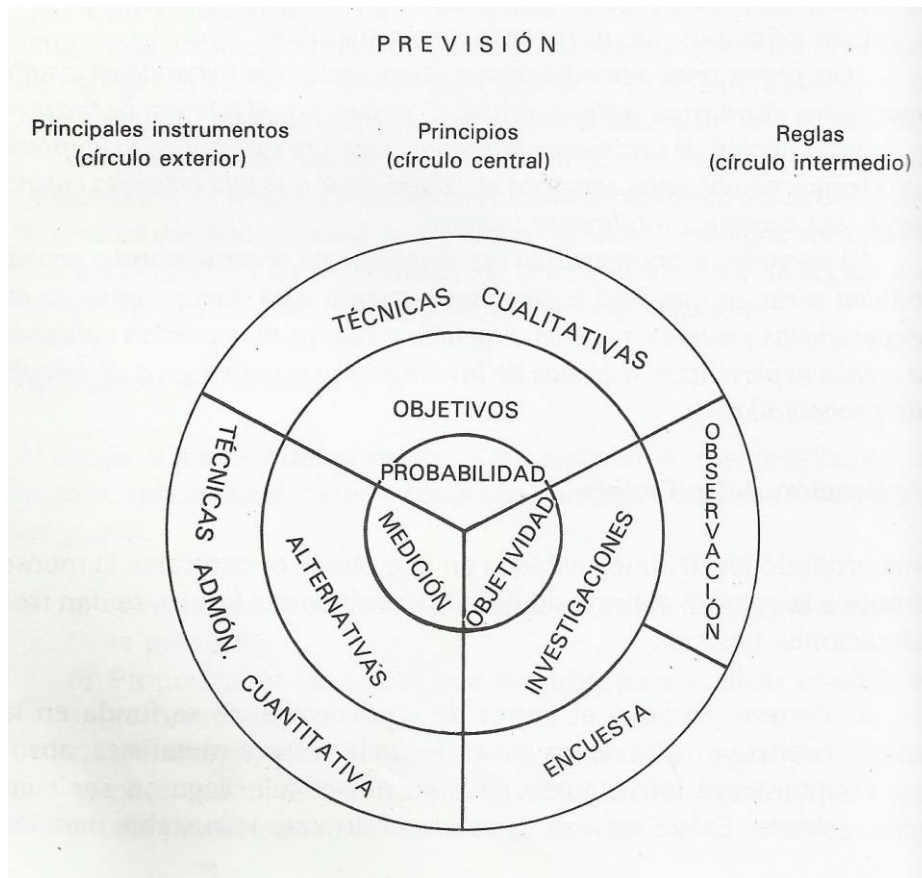 PREVISIÓN
Principales instrumentos
(círculo exterior)
Principios
(círculo central)
Reglas
(círculo intermedio)
TÉCNICAS CUALITATIVAS
OBJETIVOS
PROBABILIDAD
MEDICIÓN
OBJETIVIDAD
ALTERNATIVAS
INVESTIGACIONES
OBSERVACIÓN
TÉCNICAS ADMÓN.
CUANTITATIVA
ENCUESTA